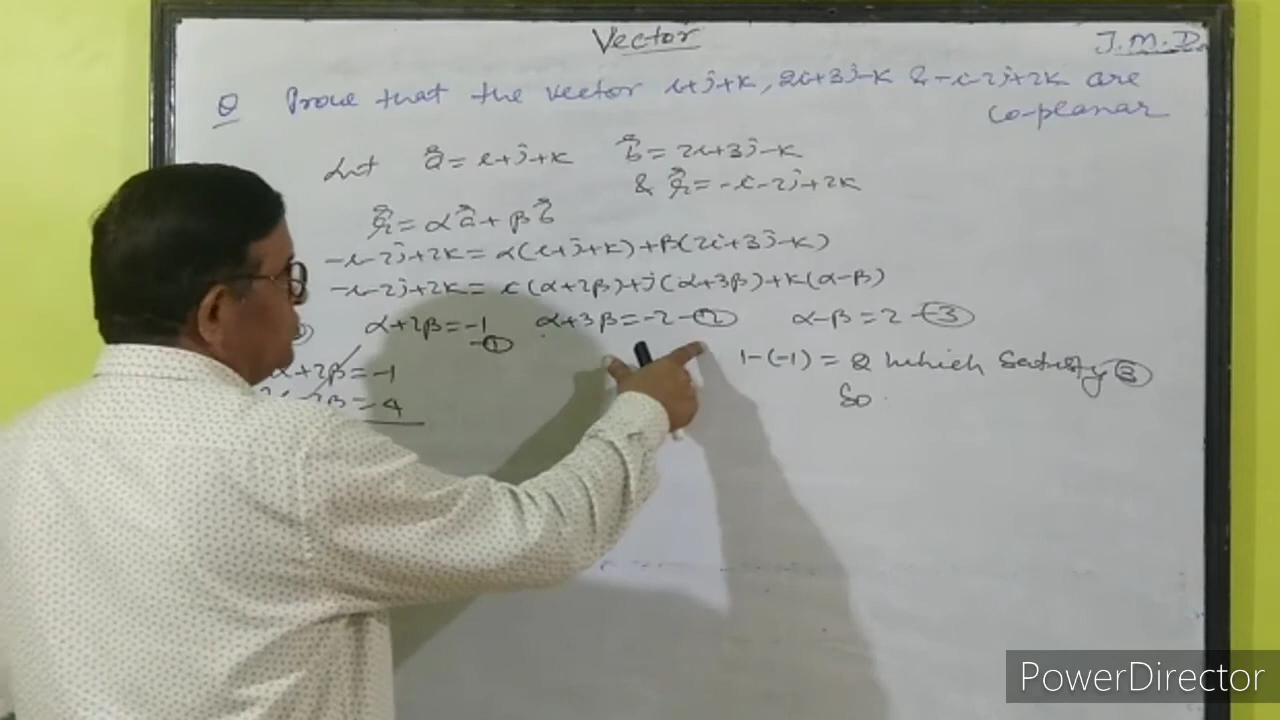 Vector
J.M.D.
Q Prove that the vector i+j+k, 2i+3j-k & -i-2j+2k are
co-planar
Let a⃗ = i+j+k b⃗ = 2i+3j-k
& r⃗ = -i-2j+2k
r⃗ = αa⃗ + βb⃗
-i-2j+2k = α(i+j+k)+β(2i+3j-k)
-i-2j+2k = i(α+2β)+j(α+3β)+k(α-β)
α+2β=-1 -① α+3β=-2 -② α-β=2 -③
α+2β=-1 1-(-1) = 2 which satisfy ③
2β=4 So
PowerDirector